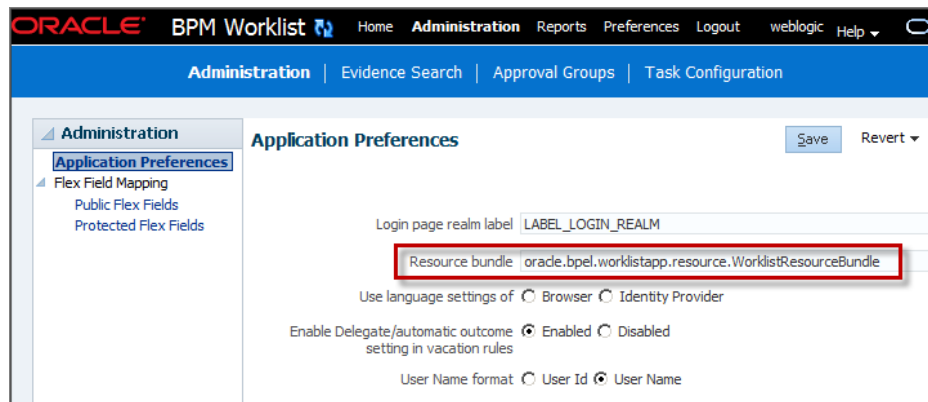 ORACLE BPM Worklist Home Administration Reports Preferences Logout weblogic Help
Administration | Evidence Search | Approval Groups | Task Configuration
Administration
Application Preferences
Flex Field Mapping
Public Flex Fields
Protected Flex Fields
Application Preferences Save Revert
Login page realm label LABEL_LOGIN_REALM
Resource bundle oracle.bpel.worklistapp.resource.WorklistResourceBundle
Use language settings of Browser Identity Provider
Enable Delegate/automatic outcome Enabled Disabled
setting in vacation rules
User Name format User Id User Name